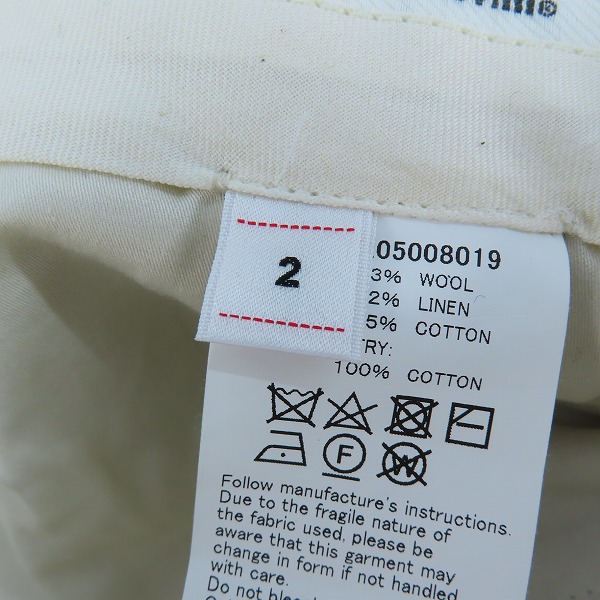 2
05008019
3% WOOL
2% LINEN
5% COTTON
TRY:
100% COTTON
F
W
Follow manufacture's instructions.
Due to the fragile nature of
the fabric used, please be
aware that this garment may
change in form if not handled
with care.
Do not